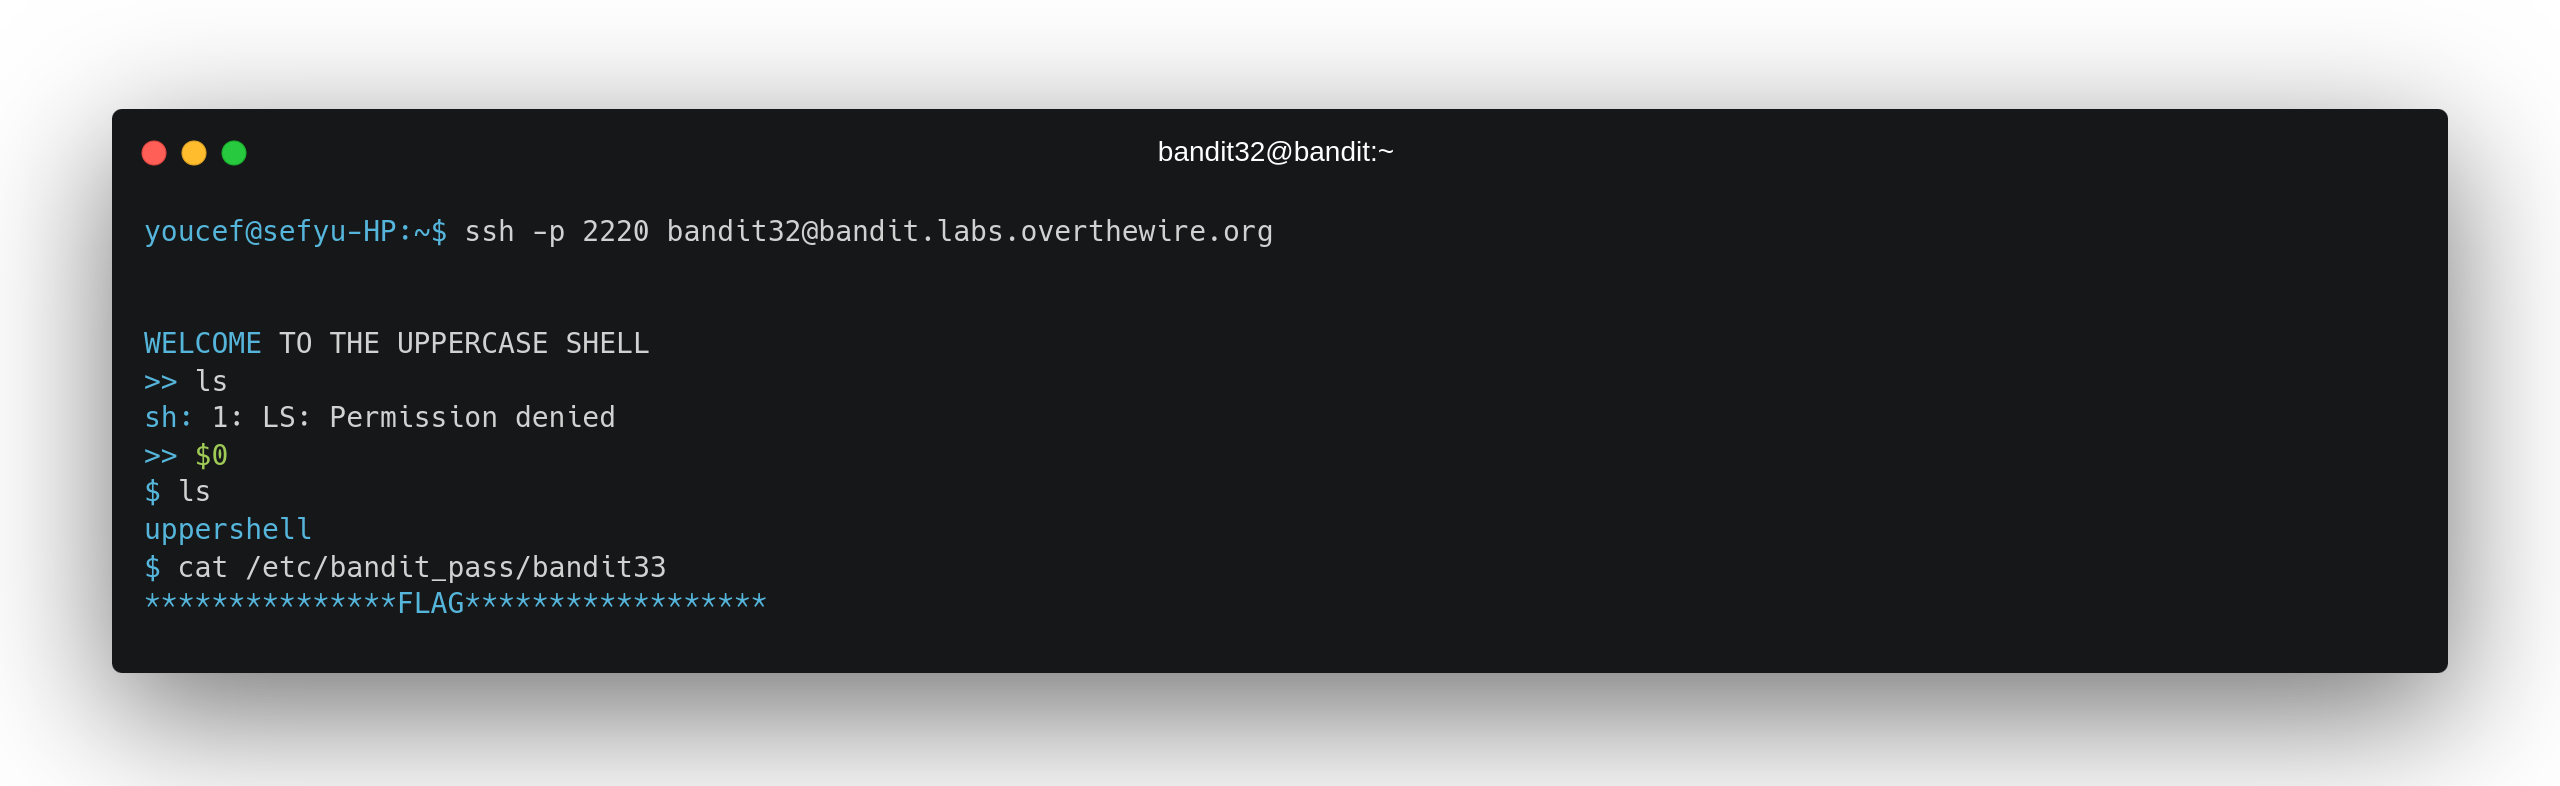 bandit32@bandit:~
youcef@sefyu-HP:~$ ssh -p 2220 bandit32@bandit.labs.overthewire.org
WELCOME TO THE UPPERCASE SHELL
>> ls
sh: 1: LS: Permission denied
>> $0
$ ls
uppershell
$ cat /etc/bandit_pass/bandit33
***************FLAG******************